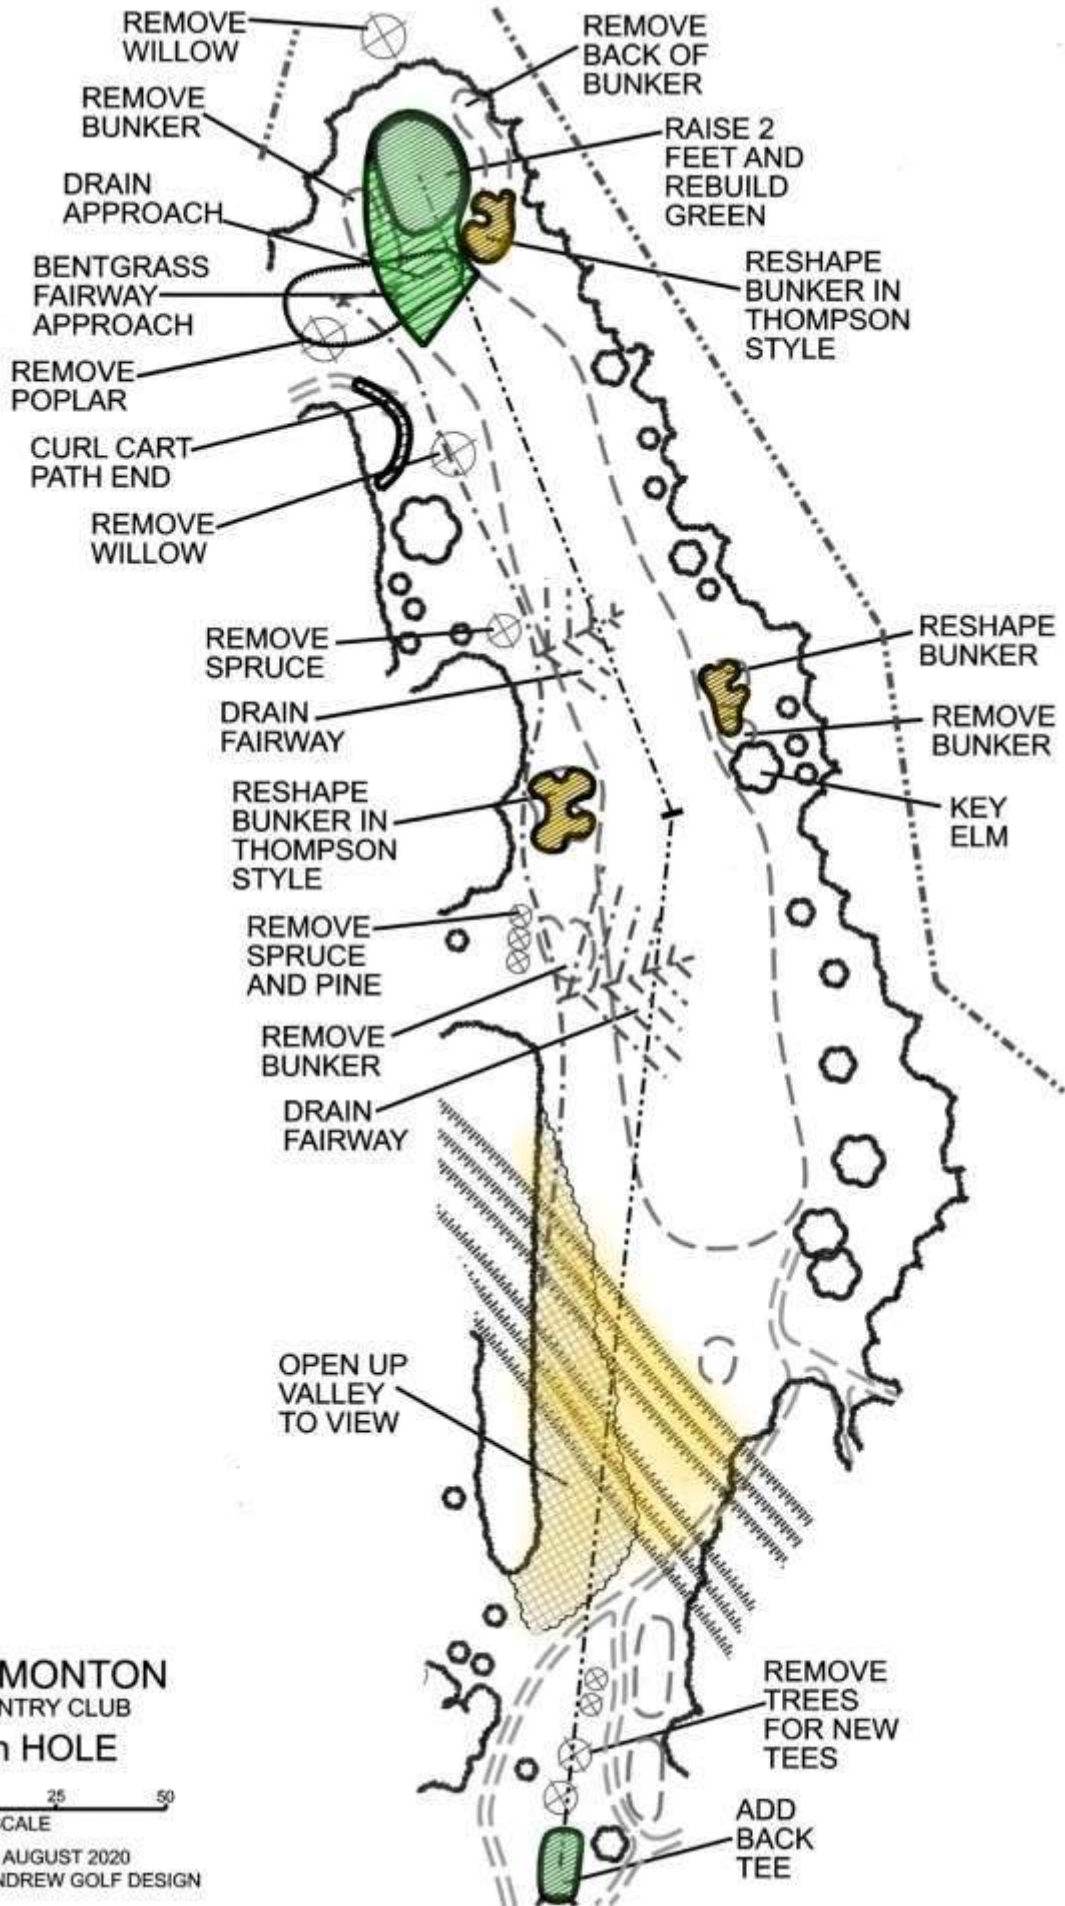 REMOVE
WILLOW
REMOVE
BACK OF
BUNKER
REMOVE
BUNKER
RAISE 2
FEET AND
REBUILD
GREEN
DRAIN
APPROACH
BENTGRASS
FAIRWAY
APPROACH
RESHAPE
BUNKER IN
THOMPSON
STYLE
REMOVE
POPLAR
CURL CART
PATH END
REMOVE
WILLOW
REMOVE
SPRUCE
RESHAPE
BUNKER
DRAIN
FAIRWAY
REMOVE
BUNKER
RESHAPE
BUNKER IN
THOMPSON
STYLE
KEY
ELM
REMOVE
SPRUCE
AND PINE
REMOVE
BUNKER
DRAIN
FAIRWAY
OPEN UP
VALLEY
TO VIEW
REMOVE
TREES
FOR NEW
TEES
ADD
BACK
TEE
MONTON
NTRY CLUB
HOLE
25 50
SCALE
AUGUST 2020
NDREW GOLF DESIGN